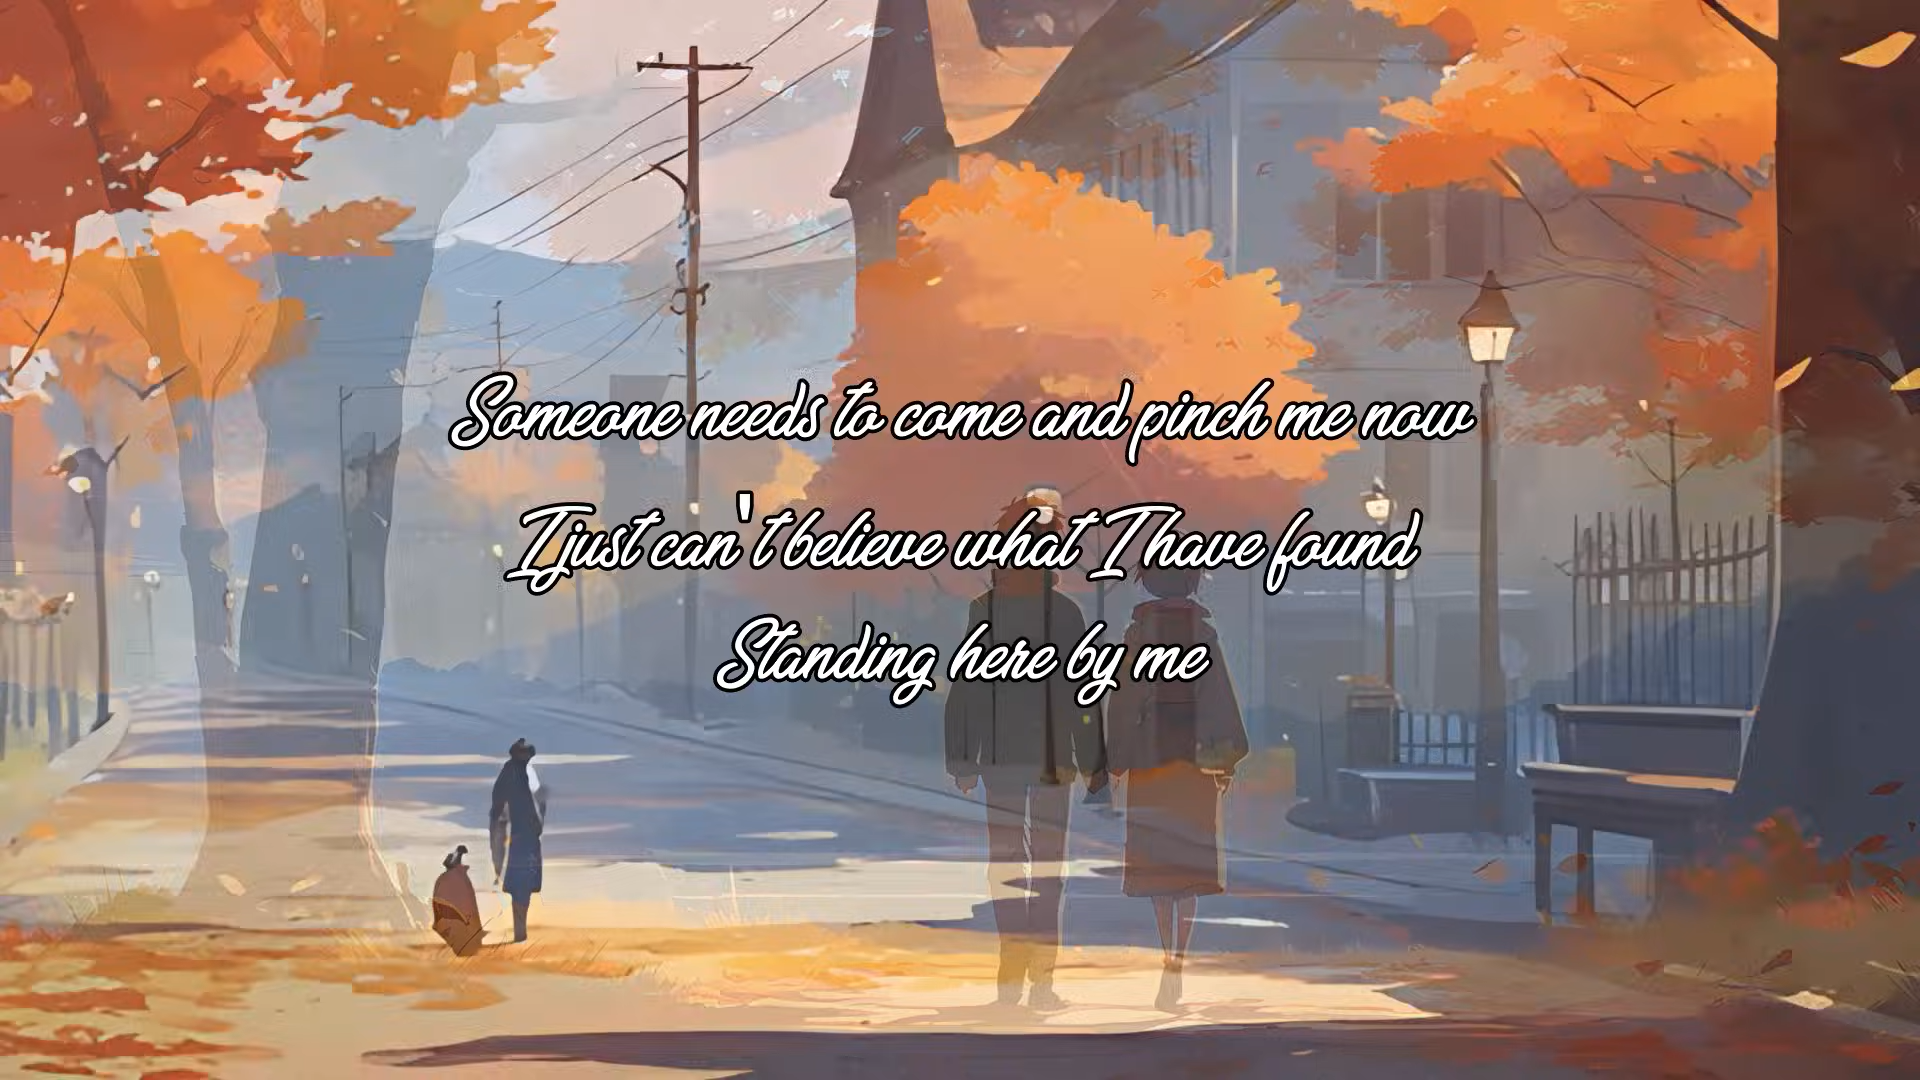 Someone needs to come and pinch me now
I just can't believe what I have found
Standing here by me